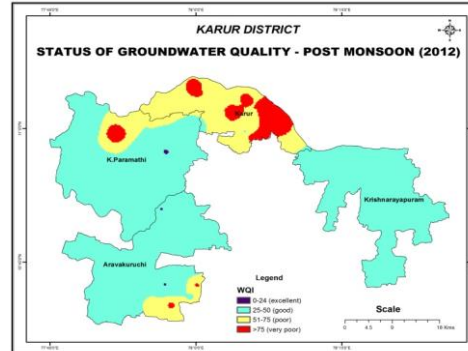 KARUR DISTRICT
STATUS OF GROUNDWATER QUALITY - POST MONSOON (2012)
Karur
K.Paramathi
Krishnarayapuram
Aravakuruchi
Legend
WQI
0-24 (excellent)
25-50 (good)
51-75 (poor)
>75 (very poor)
Scale